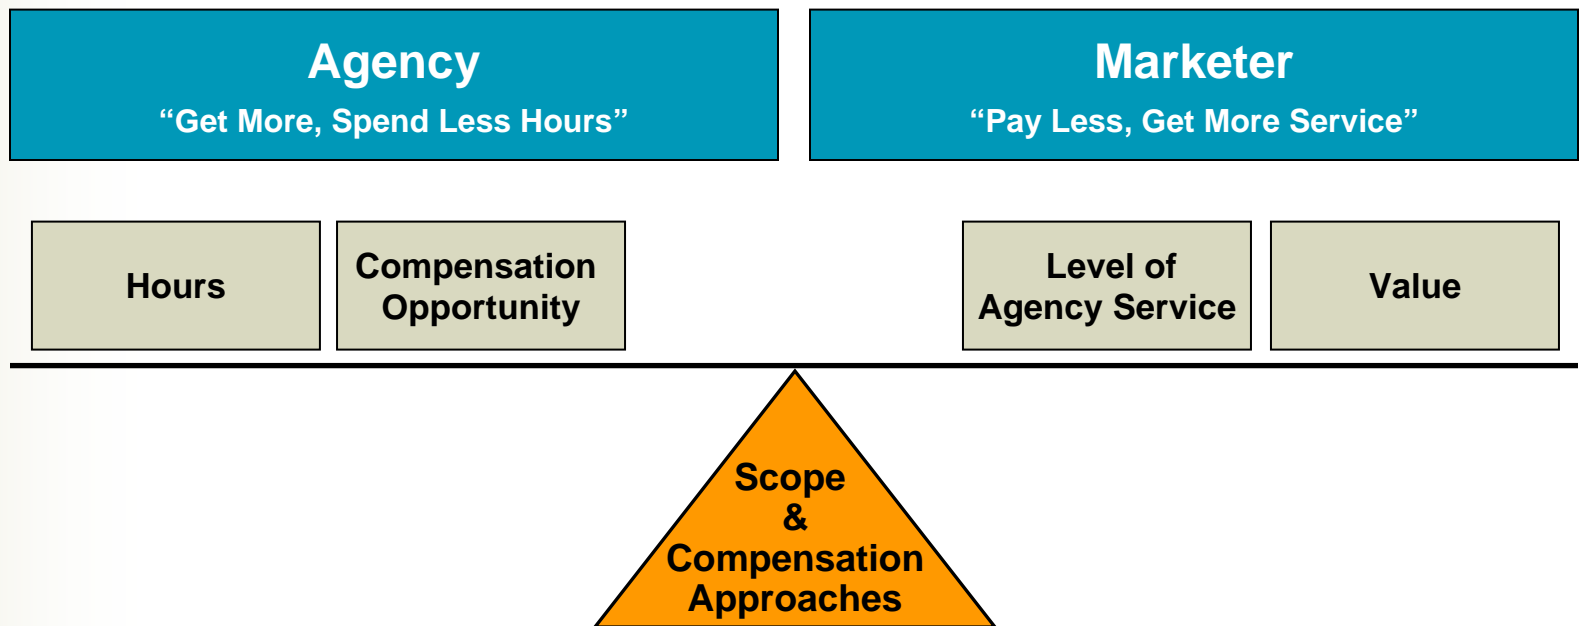 Agency
“Get More, Spend Less Hours”
Marketer
“Pay Less, Get More Service”
Hours
Compensation
Opportunity
Level of
Agency Service
Value
Scope
&
Compensation
Approaches